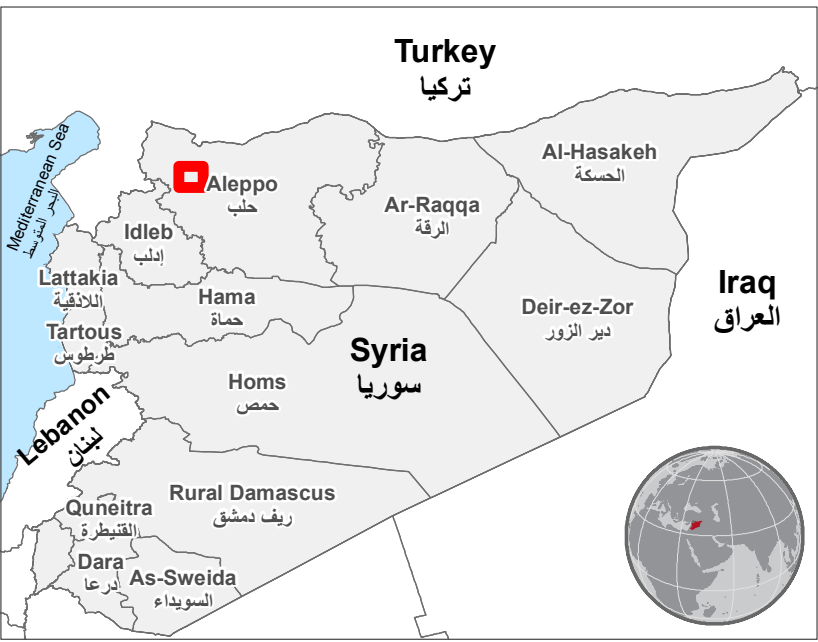 Turkey
تركيا
Mediterranean Sea
البحر المتوسط
Al-Hasakeh
الحسكة
Aleppo
حلب
Ar-Raqqa
الرقة
Idleb
إدلب
Lattakia
اللاذقية
Hama
حماة
Iraq
العراق
Deir-ez-Zor
دير الزور
Tartous
طرطوس
Syria
سوريا
Homs
حمص
Lebanon
لبنان
Rural Damascus
ريف دمشق
Quneitra
القنيطرة
Dara
درعا
As-Sweida
السويداء